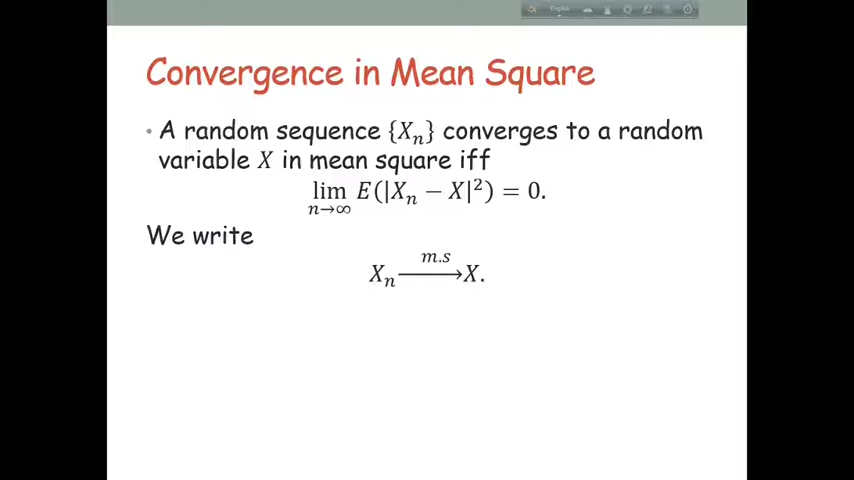 English
Convergence in Mean Square
• A random sequence {Xₙ} converges to a random
variable X in mean square iff
lim E(|Xₙ − X|²) = 0.
n→∞
We write
m.s
Xₙ ⟶ X.